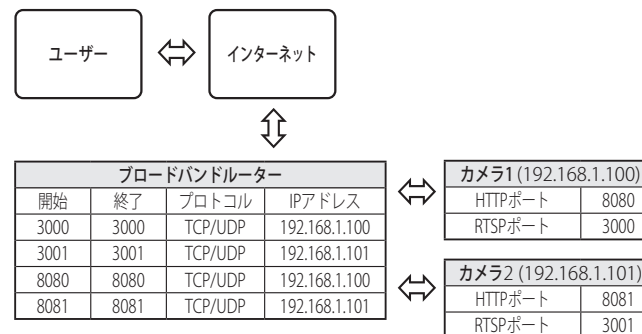 ユーザー
インターネット
ブロードバンドルーター
開始 終了 プロトコル IPアドレス
3000 3000 TCP/UDP 192.168.1.100
3001 3001 TCP/UDP 192.168.1.101
8080 8080 TCP/UDP 192.168.1.100
8081 8081 TCP/UDP 192.168.1.101
カメラ1 (192.168.1.100)
HTTPポート 8080
RTSPポート 3000
カメラ2 (192.168.1.101)
HTTPポート 8081
RTSPポート 3001